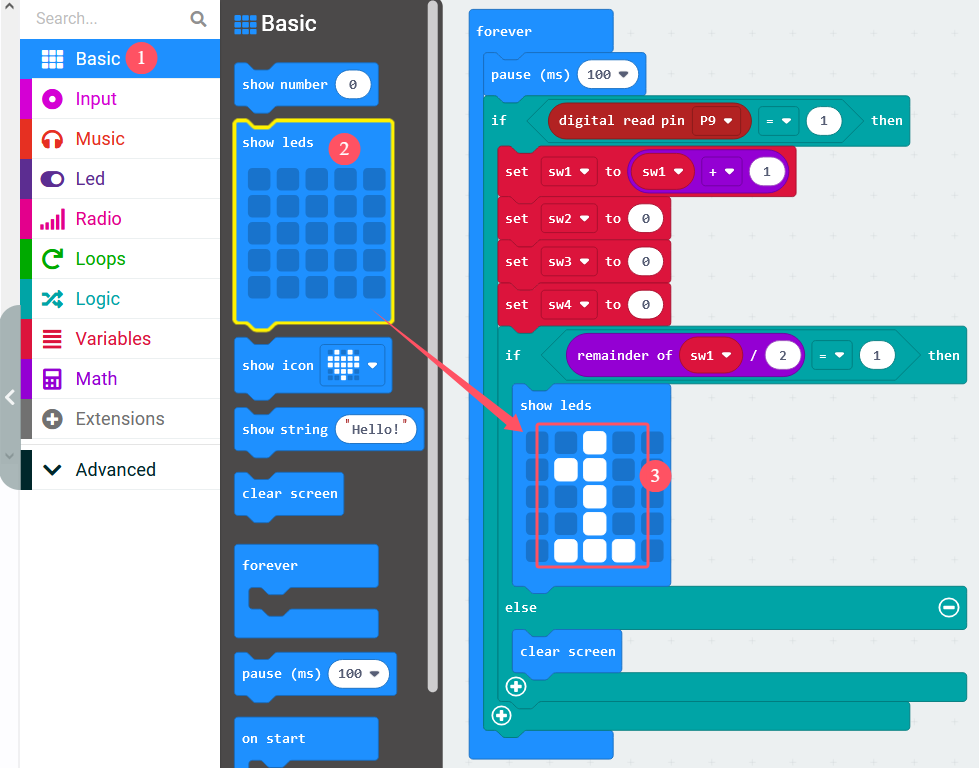 Search...
Basic 1
Input
Music
Led
Radio
Loops
Logic
Variables
Math
Extensions
Advanced
Basic
show number 0
show leds 2
show icon
show string "Hello!"
clear screen
forever
pause (ms) 100
on start
forever
pause (ms) 100
if digital read pin P9 = 1 then
set sw1 to sw1 + 1
set sw2 to 0
set sw3 to 0
set sw4 to 0
if remainder of sw1 / 2 = 1 then
show leds
3
else
clear screen